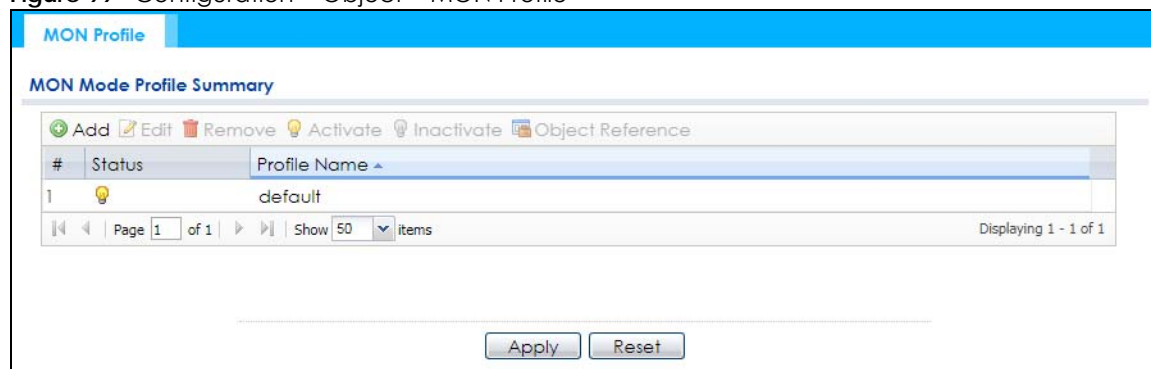 MON Profile
MON Mode Profile Summary
Add Edit Remove Activate Inactivate Object Reference
# Status Profile Name
1 default
Page 1 of 1 Show 50 items Displaying 1 - 1 of 1
Apply Reset